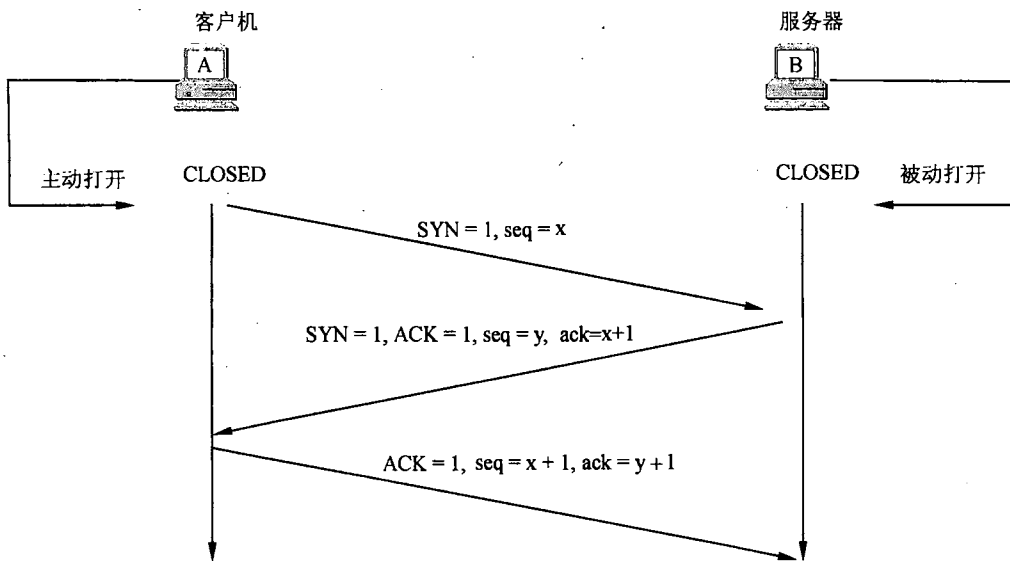 客户机
服务器
A
B
主动打开
CLOSED
CLOSED
被动打开
SYN = 1, seq = x
SYN = 1, ACK = 1, seq = y, ack=x+1
ACK = 1, seq = x + 1, ack = y + 1